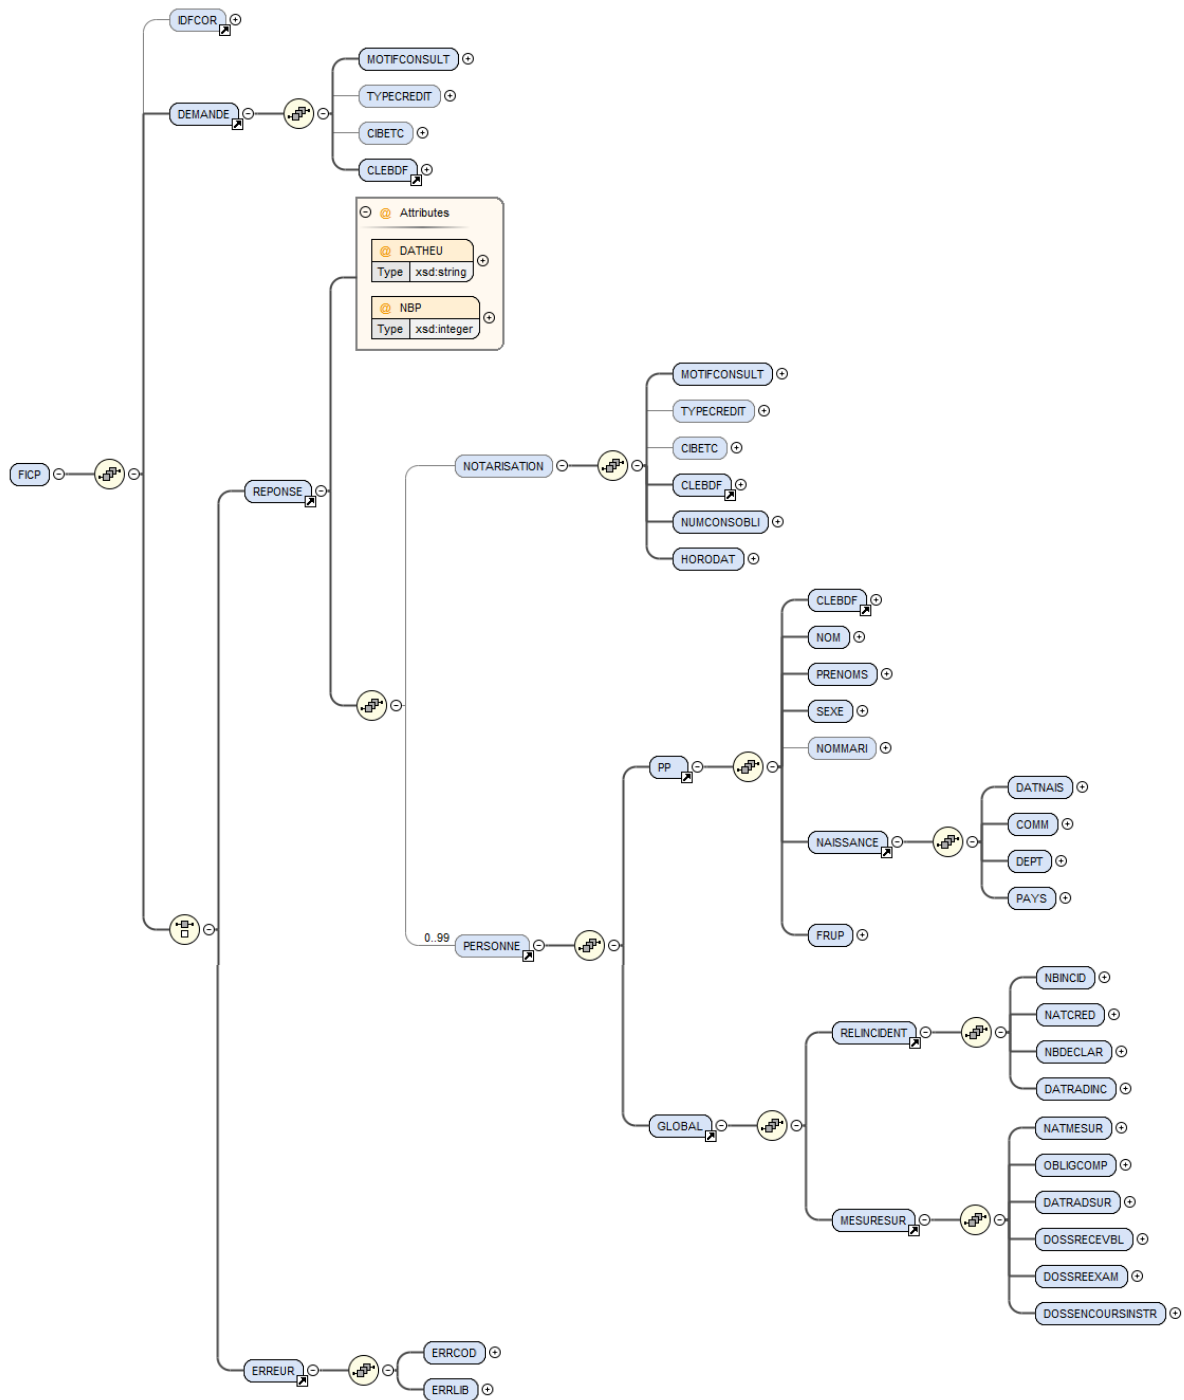 IDFCOR
MOTIFCONSULT
TYPECREDIT
DEMANDE
CIBETC
CLEBDF
@ Attributes
@ DATHEU
Type xsd:string
@ NBP
Type xsd:integer
MOTIFCONSULT
TYPECREDIT
CIBETC
NOTARISATION
FICP
CLEBDF
REPONSE
NUMCONSOBLI
HORODAT
CLEBDF
NOM
PRENOMS
SEXE
NOMMARI
PP
DATNAIS
COMM
NAISSANCE
DEPT
PAYS
FRUP
0..99
PERSONNE
NBINCID
NATCRED
RELINCIDENT
NBDECLAR
DATRADINC
GLOBAL
NATMESUR
OBLIGCOMP
DATRADSUR
MESURESUR
DOSSRECEVBL
DOSSREEXAM
DOSSENCOURSINSTR
ERRCOD
ERREUR
ERRLIB